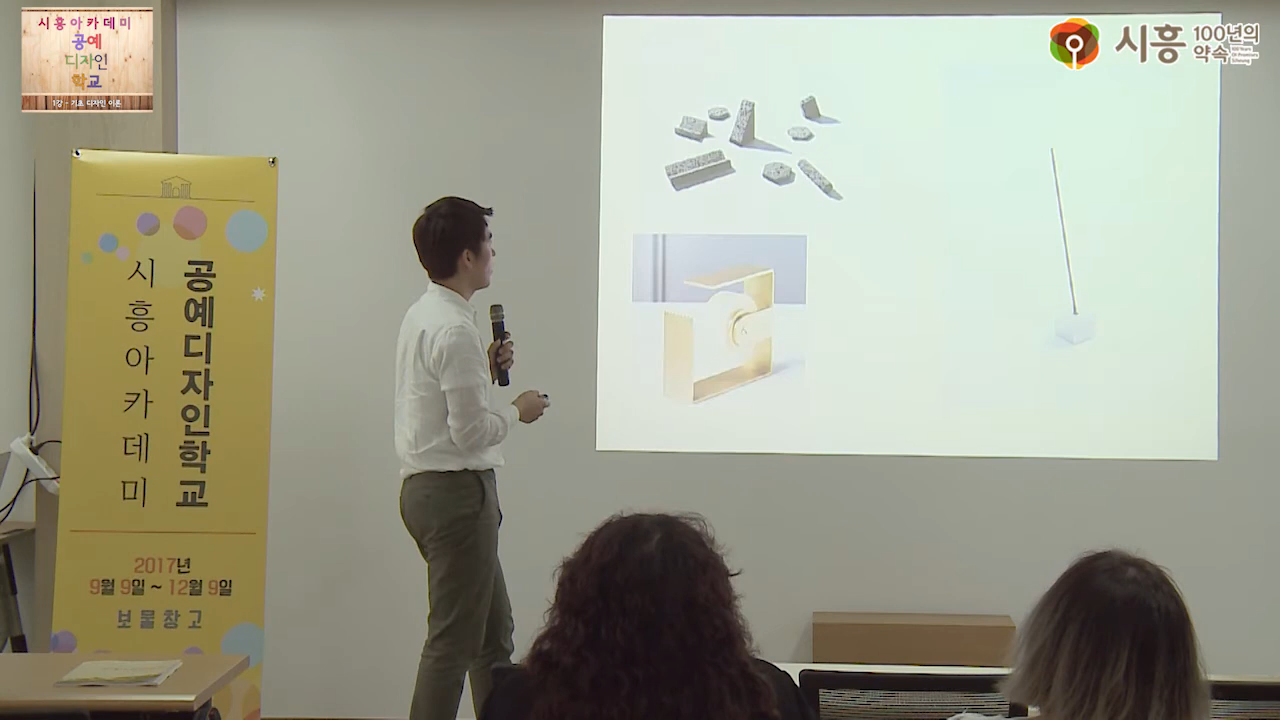 시흥아카데미
공예
디자인
학교
1강 - 기초 디자인 이론
시흥
100년의
약속
공예디자인학교
시흥아카데미
2017년
9월 9일 ~ 12월 9일
보물창고